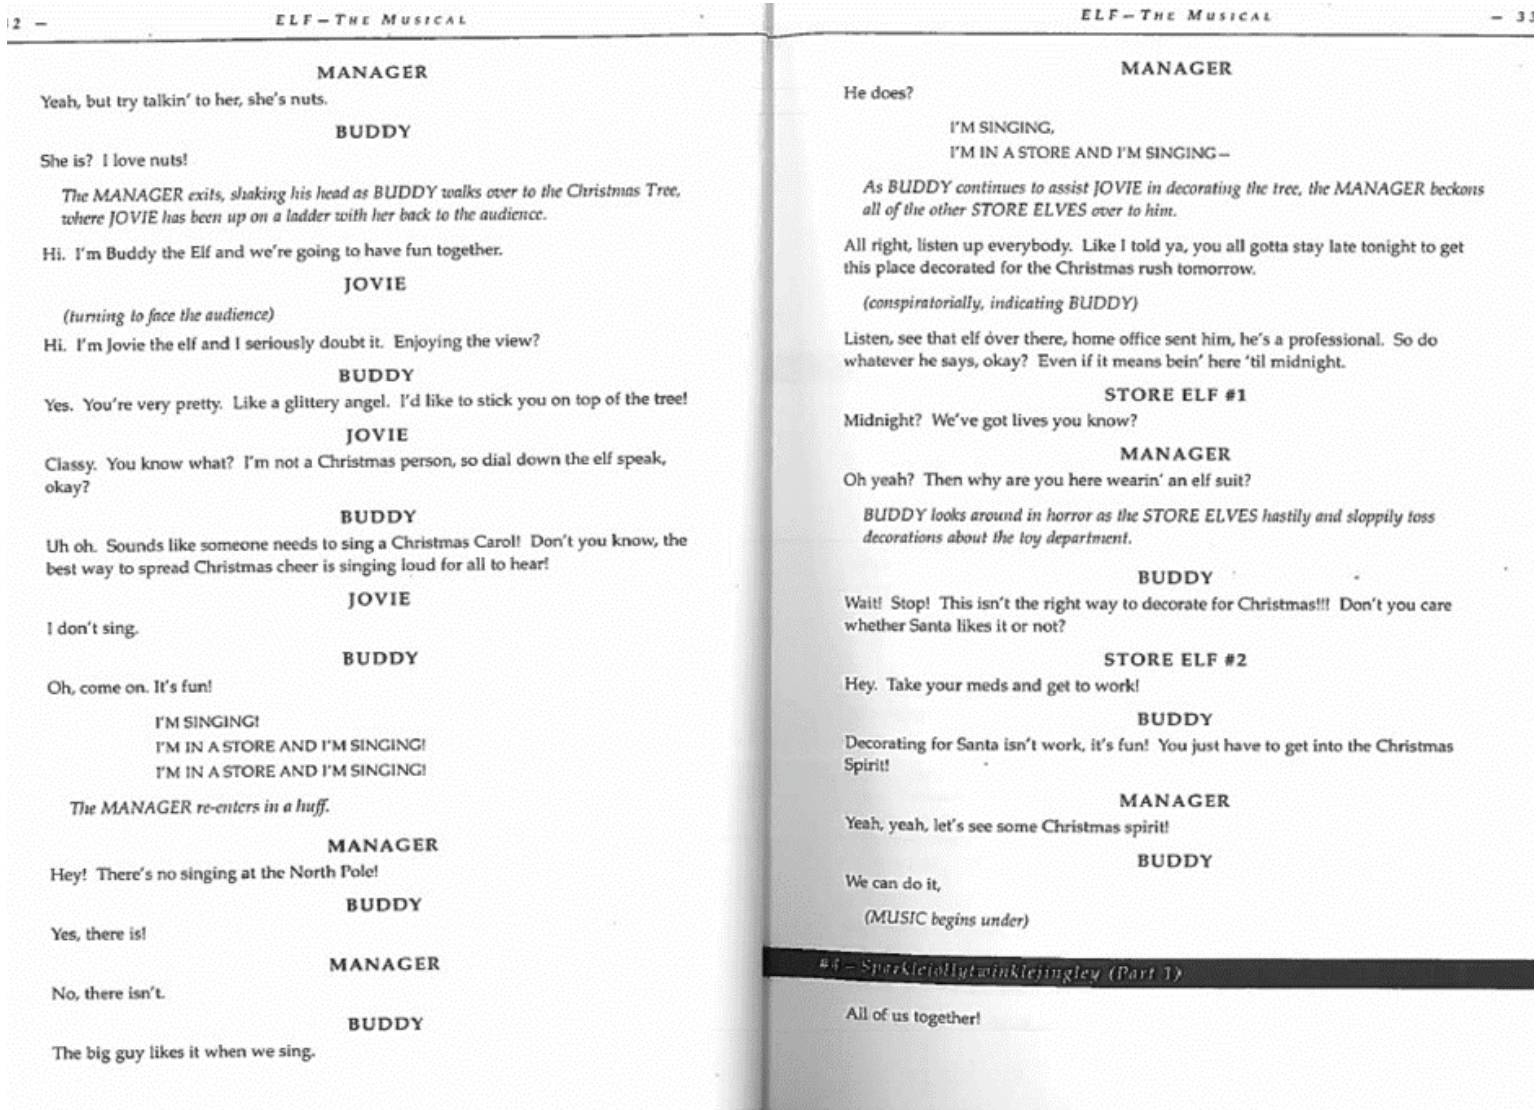 2 –
ELF – THE MUSICAL
MANAGER
Yeah, but try talkin' to her, she's nuts.
BUDDY
She is? I love nuts!
The MANAGER exits, shaking his head as BUDDY walks over to the Christmas Tree,
where JOVIE has been up on a ladder with her back to the audience.
Hi. I'm Buddy the Elf and we're going to have fun together.
JOVIE
(turning to face the audience)
Hi. I'm Jovie the elf and I seriously doubt it. Enjoying the view?
BUDDY
Yes. You're very pretty. Like a glittery angel. I'd like to stick you on top of the tree!
JOVIE
Classy. You know what? I'm not a Christmas person, so dial down the elf speak,
okay?
BUDDY
Uh oh. Sounds like someone needs to sing a Christmas Carol! Don't you know, the
best way to spread Christmas cheer is singing loud for all to hear!
JOVIE
I don't sing.
BUDDY
Oh, come on. It's fun!
I'M SINGING!
I'M IN A STORE AND I'M SINGING!
I'M IN A STORE AND I'M SINGING!
The MANAGER re-enters in a huff.
MANAGER
Hey! There's no singing at the North Pole!
BUDDY
Yes, there is!
MANAGER
No, there isn't.
BUDDY
The big guy likes it when we sing.
ELF – THE MUSICAL
– 33
MANAGER
He does?
I'M SINGING,
I'M IN A STORE AND I'M SINGING –
As BUDDY continues to assist JOVIE in decorating the tree, the MANAGER beckons
all of the other STORE ELVES over to him.
All right, listen up everybody. Like I told ya, you all gotta stay late tonight to get
this place decorated for the Christmas rush tomorrow.
(conspiratorially, indicating BUDDY)
Listen, see that elf over there, home office sent him, he's a professional. So do
whatever he says, okay? Even if it means bein' here 'til midnight.
STORE ELF #1
Midnight? We've got lives you know?
MANAGER
Oh yeah? Then why are you here wearin' an elf suit?
BUDDY looks around in horror as the STORE ELVES hastily and sloppily toss
decorations about the toy department.
BUDDY
Wait! Stop! This isn't the right way to decorate for Christmas!!! Don't you care
whether Santa likes it or not?
STORE ELF #2
Hey. Take your meds and get to work!
BUDDY
Decorating for Santa isn't work, it's fun! You just have to get into the Christmas
Spirit!
MANAGER
Yeah, yeah, let's see some Christmas spirit!
BUDDY
We can do it,
(MUSIC begins under)
#4 – Sparklejollytwinklejingley (Part 1)
All of us together!